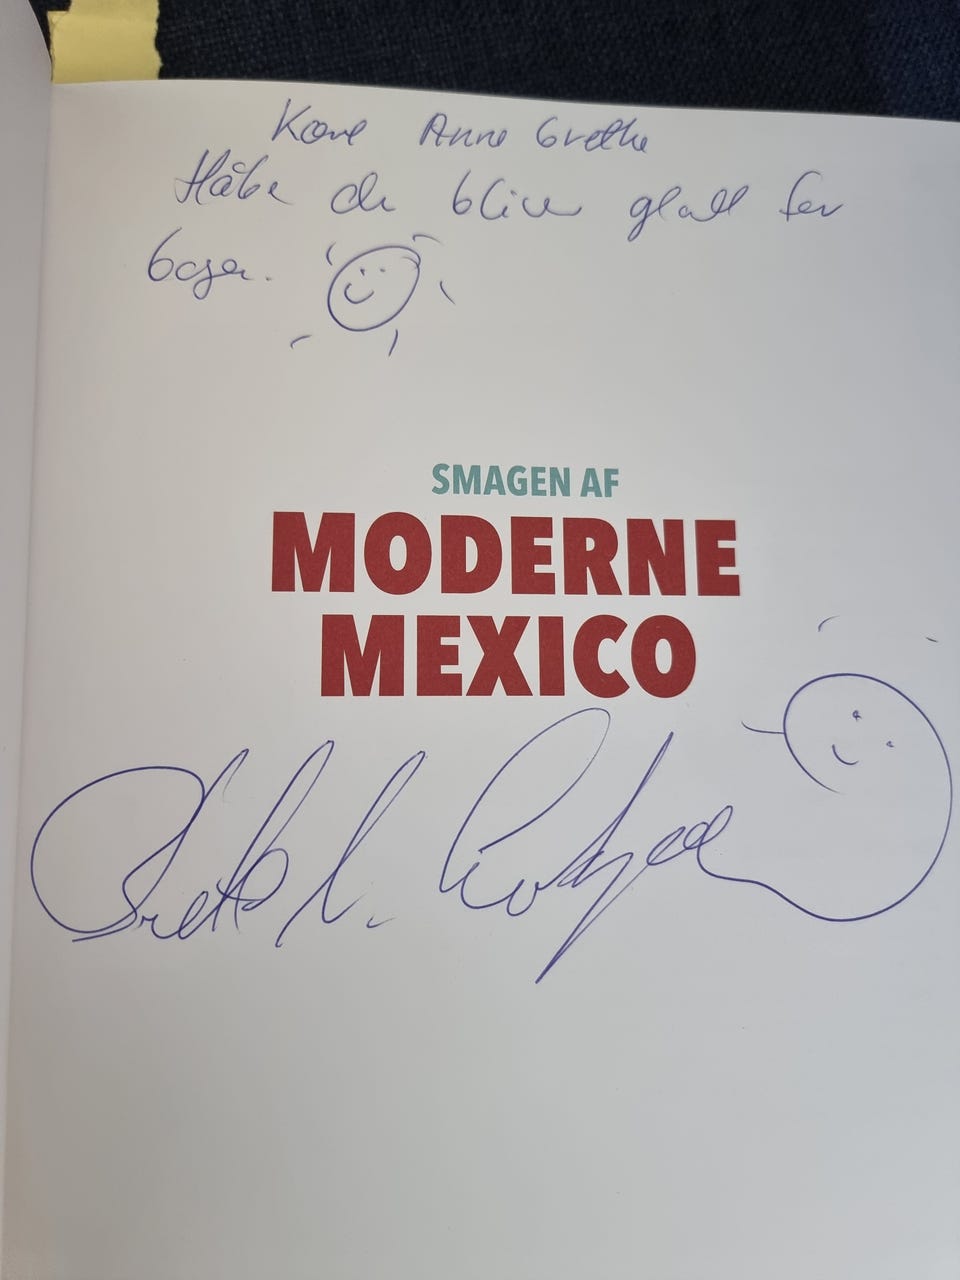 Kære Anne Grethe
Håber du bliver glad for
bogen.
SMAGEN AF
MODERNE
MEXICO